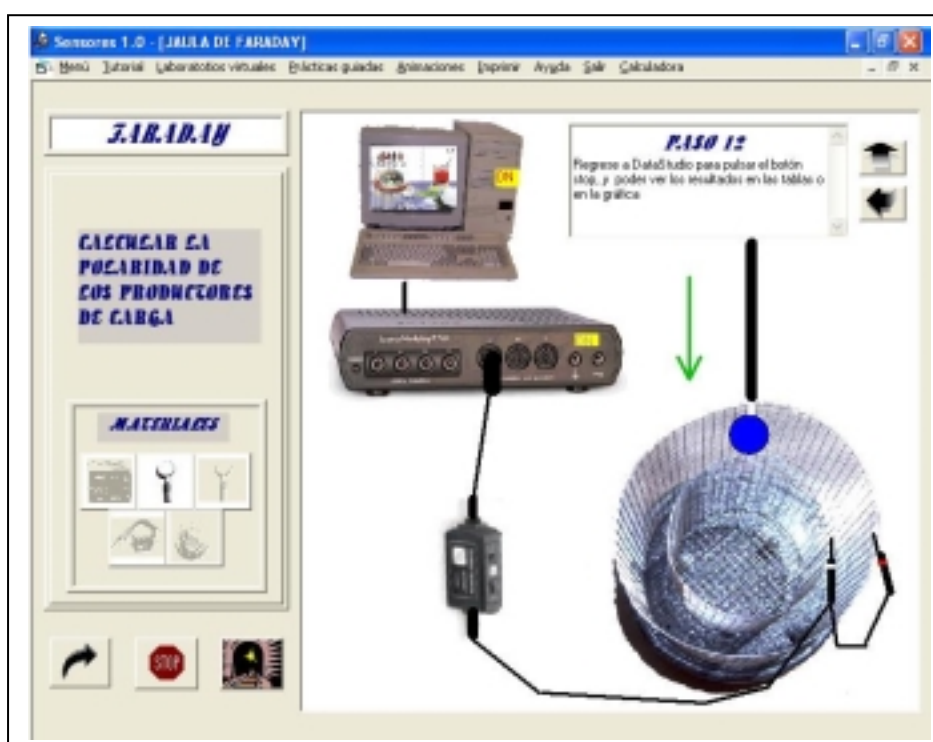 Sensores 1.0 - [JAULA DE FARADAY]
Menú Tutorial Laboratorios virtuales Prácticas guiadas Animaciones Imprimir Ayuda Salir Calculadora
FARADAY
PASO 12
Regrese a DataStudio para pulsar el botón
stop, y poder ver los resultados en las tablas o
en la gráfica
ON
CALCULAR LA
POLARIDAD DE
LOS PRODUCTORES
DE CARGA
MATERIALES
STOP